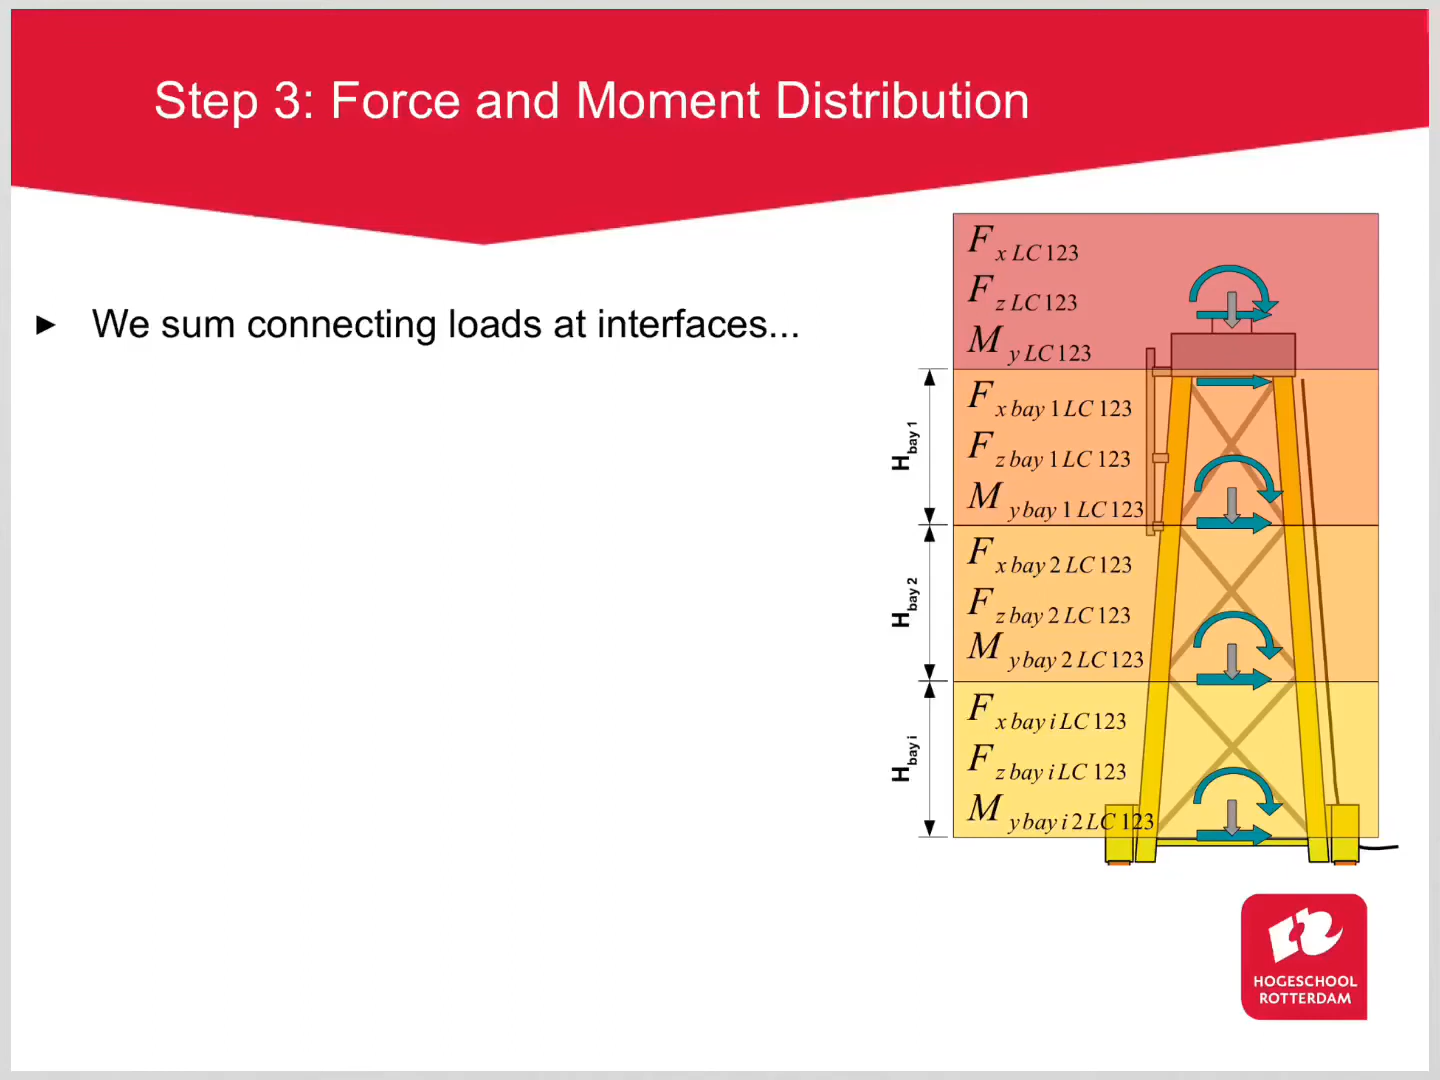 Step 3: Force and Moment Distribution
► We sum connecting loads at interfaces...
F x LC 123
F z LC 123
M y LC 123
H bay 1
F x bay 1 LC 123
F z bay 1 LC 123
M y bay 1 LC 123
H bay 2
F x bay 2 LC 123
F z bay 2 LC 123
M y bay 2 LC 123
H bay i
F x bay i LC 123
F z bay i LC 123
M y bay i 2 LC 123
HOGESCHOOL
ROTTERDAM